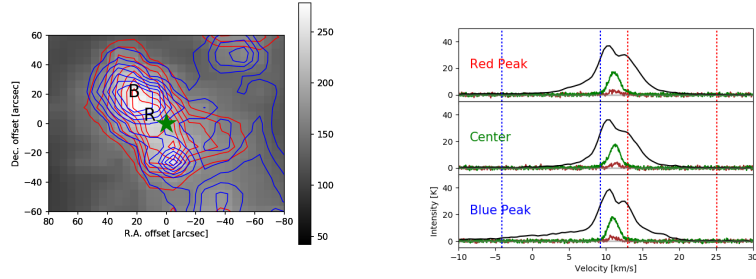 60
40
20
0
−20
−40
−60
Dec. offset [arcsec]
80 60 40 20 0 −20 −40 −60 −80
R.A. offset [arcsec]
B
R
250
200
150
100
50
Red Peak
40
20
0
Center
40
20
0
Blue Peak
40
20
0
Intensity [K]
−10 −5 0 5 10 15 20 25 30
Velocity [km/s]